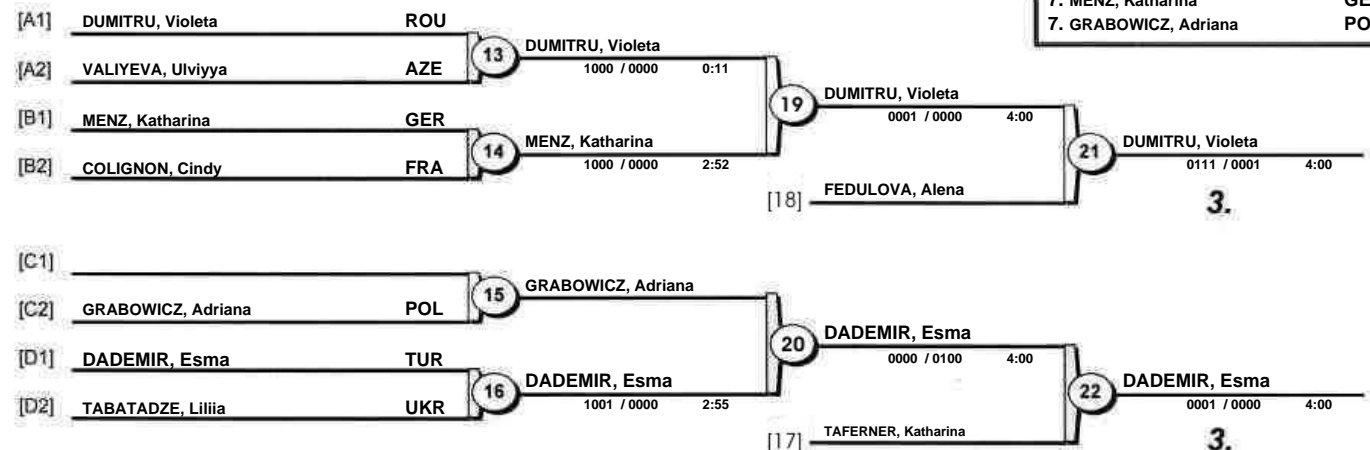 7. MENZ, Katharina GE
7. GRABOWICZ, Adriana PO
[A1] DUMITRU, Violeta ROU
13 DUMITRU, Violeta
1000 / 0000 0:11
[A2] VALIYEVA, Ulviyya AZE
19 DUMITRU, Violeta
0001 / 0000 4:00
[B1] MENZ, Katharina GER
14 MENZ, Katharina
1000 / 0000 2:52
[B2] COLIGNON, Cindy FRA
21 DUMITRU, Violeta
0111 / 0001 4:00
[18] FEDULOVA, Alena
3.
[C1]
15 GRABOWICZ, Adriana
[C2] GRABOWICZ, Adriana POL
20 DADEMIR, Esma
0000 / 0100 4:00
[D1] DADEMIR, Esma TUR
16 DADEMIR, Esma
1001 / 0000 2:55
[D2] TABATADZE, Liliia UKR
22 DADEMIR, Esma
0001 / 0000 4:00
[17] TAFERNER, Katharina
3.